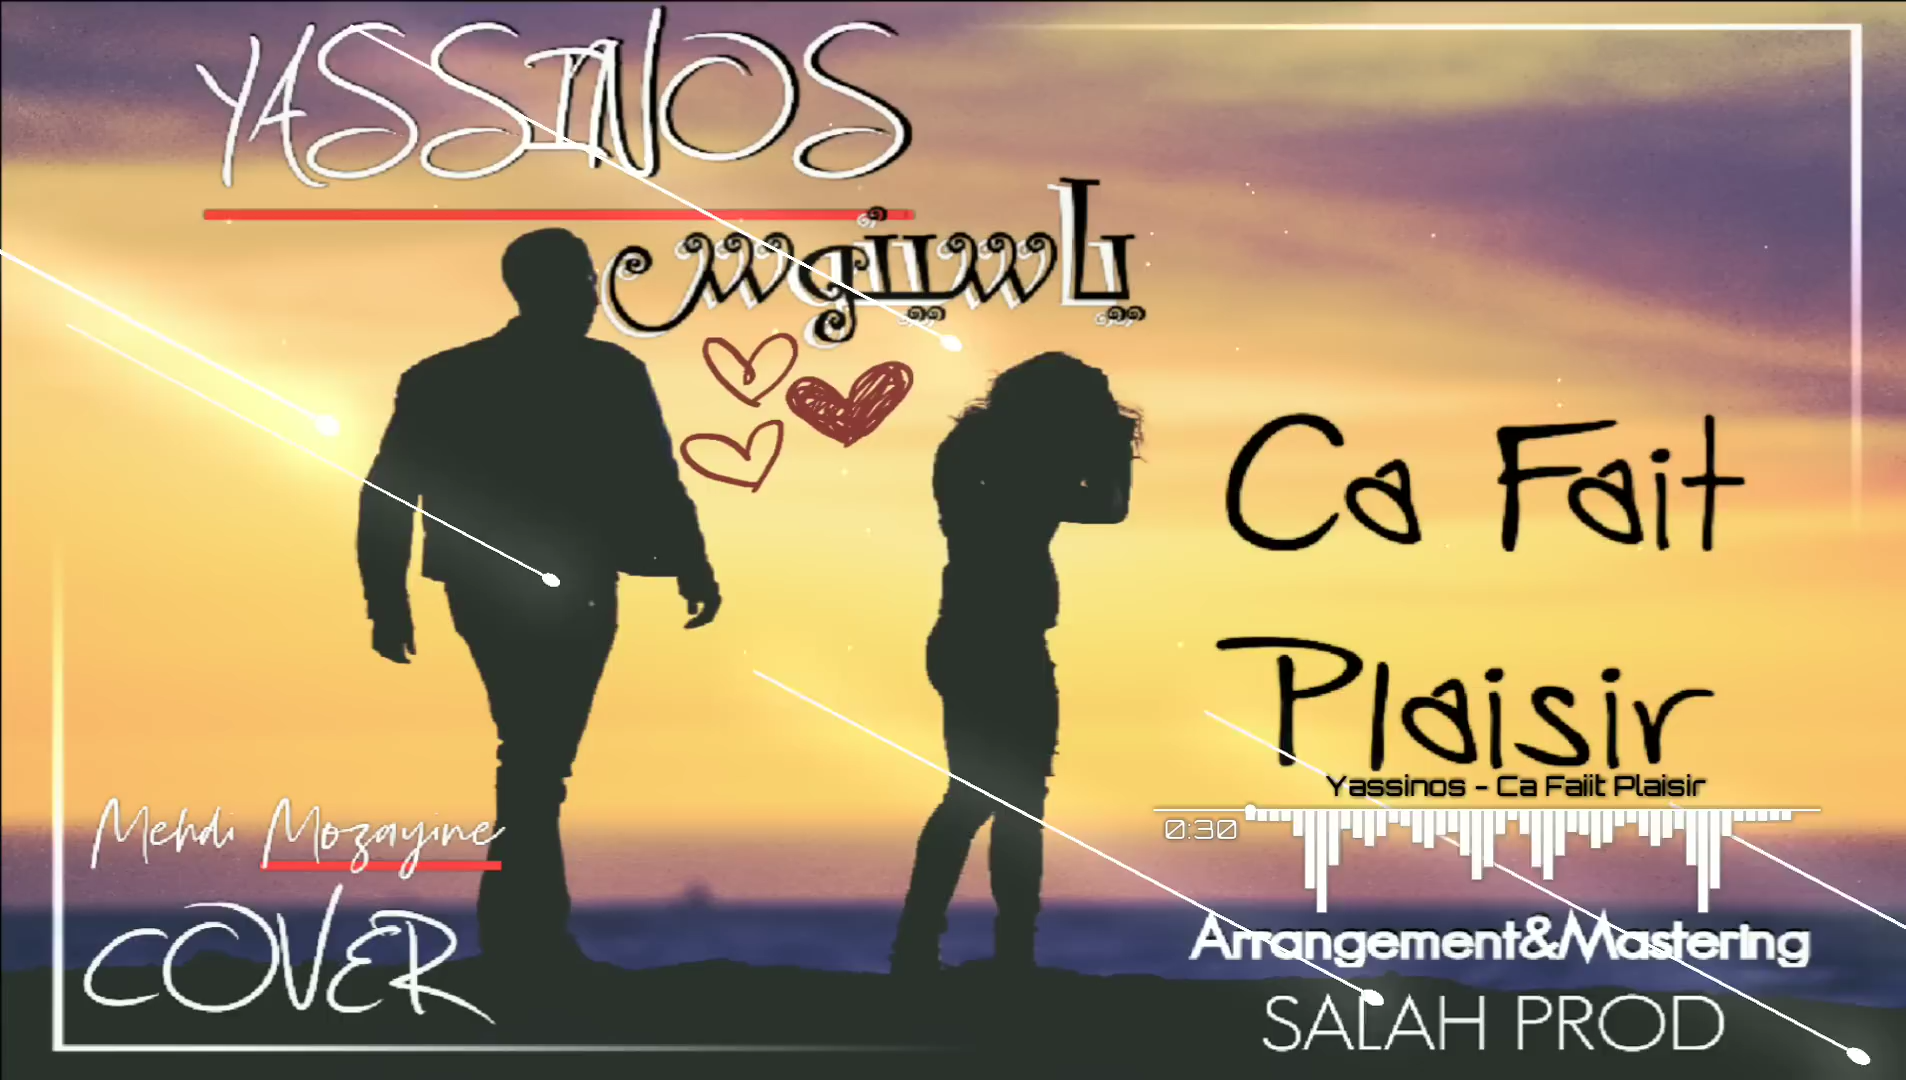 YASSINOS
ياسينوس
Ca Fait
Plaisir
Yassinos - Ca Faiit Plaisir
0:30
Mehdi Mozayine
COVER
Arrangement&Mastering
SALAH PROD